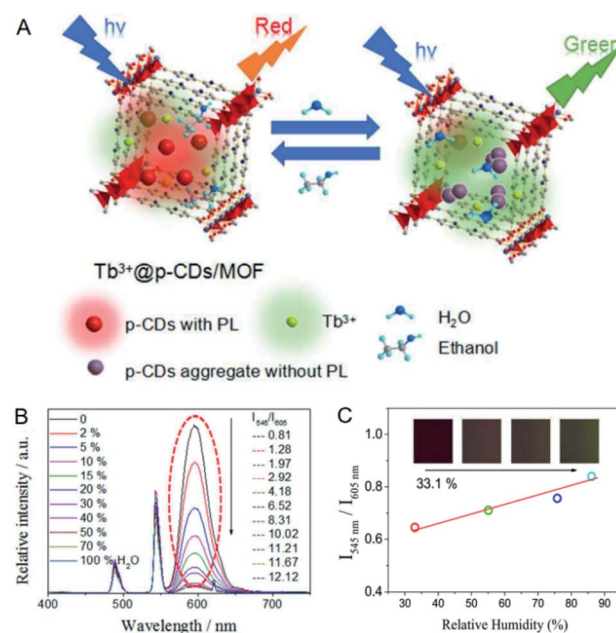 A
hν
Red
hν
Green
Tb³⁺@p-CDs/MOF
p-CDs with PL
Tb³⁺
H₂O
Ethanol
p-CDs aggregate without PL
B
Relative intensity / a.u.
0
2 %
5 %
10 %
15 %
20 %
30 %
40 %
50 %
70 %
100 % H₂O
I₅₄₅/I₆₀₅
0.81
1.28
1.97
2.92
4.18
6.52
8.31
10.02
11.21
11.67
12.12
400
500
600
700
Wavelength / nm
C
I₅₄₅ ₙₘ / I₆₀₅ ₙₘ
1.0
0.8
0.6
0.4
33.1 %
30
40
50
60
70
80
90
Relative Humidity (%)